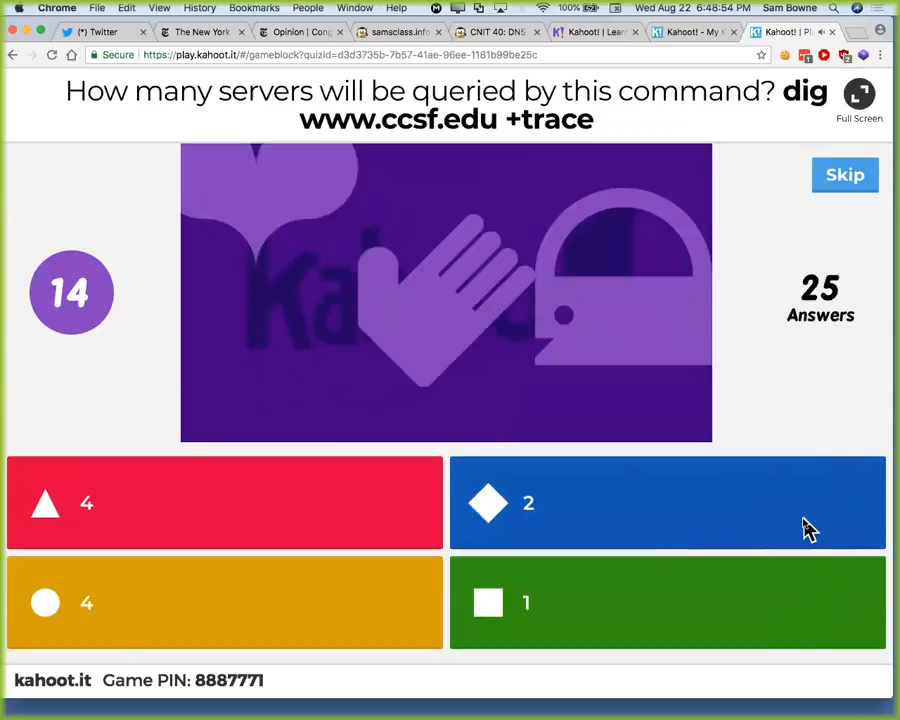 Chrome File Edit View History Bookmarks People Window Help 100% Wed Aug 22 6:48:54 PM Sam Bowne
(*) Twitter The New York Opinion | Cong samsclass.info CNIT 40: DNS Kahoot! | Learn Kahoot! - My K Kahoot! | Pl
Secure https://play.kahoot.it/#/gameblock?quizid=d3d3735b-7b57-41ae-96ee-1181b99be25c
How many servers will be queried by this command? dig
www.ccsf.edu +trace
Full Screen
Skip
14
25
Answers
4
2
4
1
kahoot.it Game PIN: 8887771